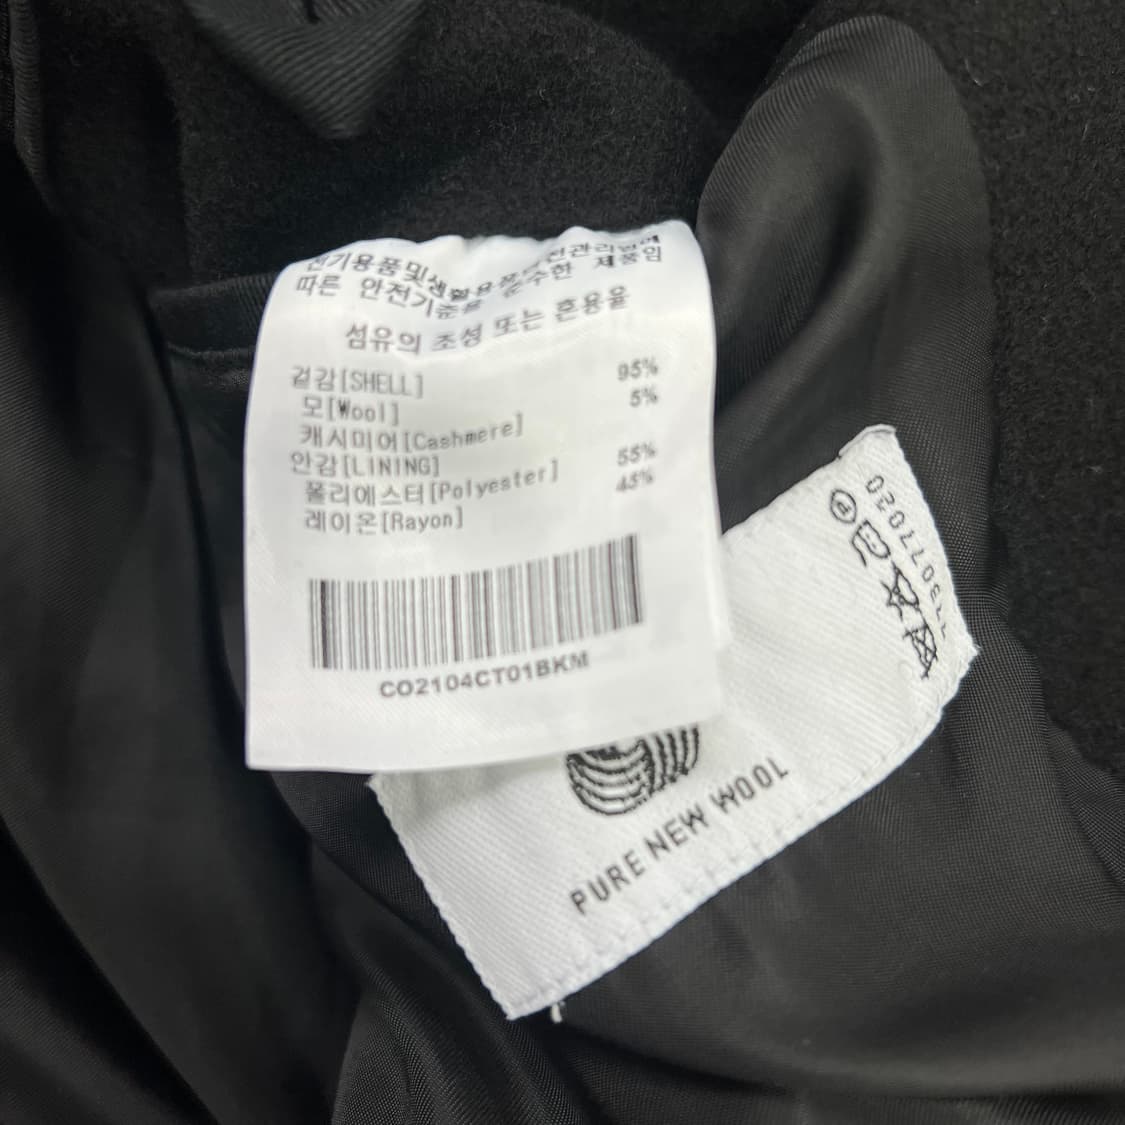 전기용품및생활용품안전관리법에
따른 안전기준을 준수한 제품임
섬유의 조성 또는 혼용율
겉감[SHELL]
모[Wool] 95%
캐시미어[Cashmere] 5%
안감[LINING]
폴리에스터[Polyester] 55%
레이온[Rayon] 45%
CO2104CT01BKM
PURE NEW WOOL
P